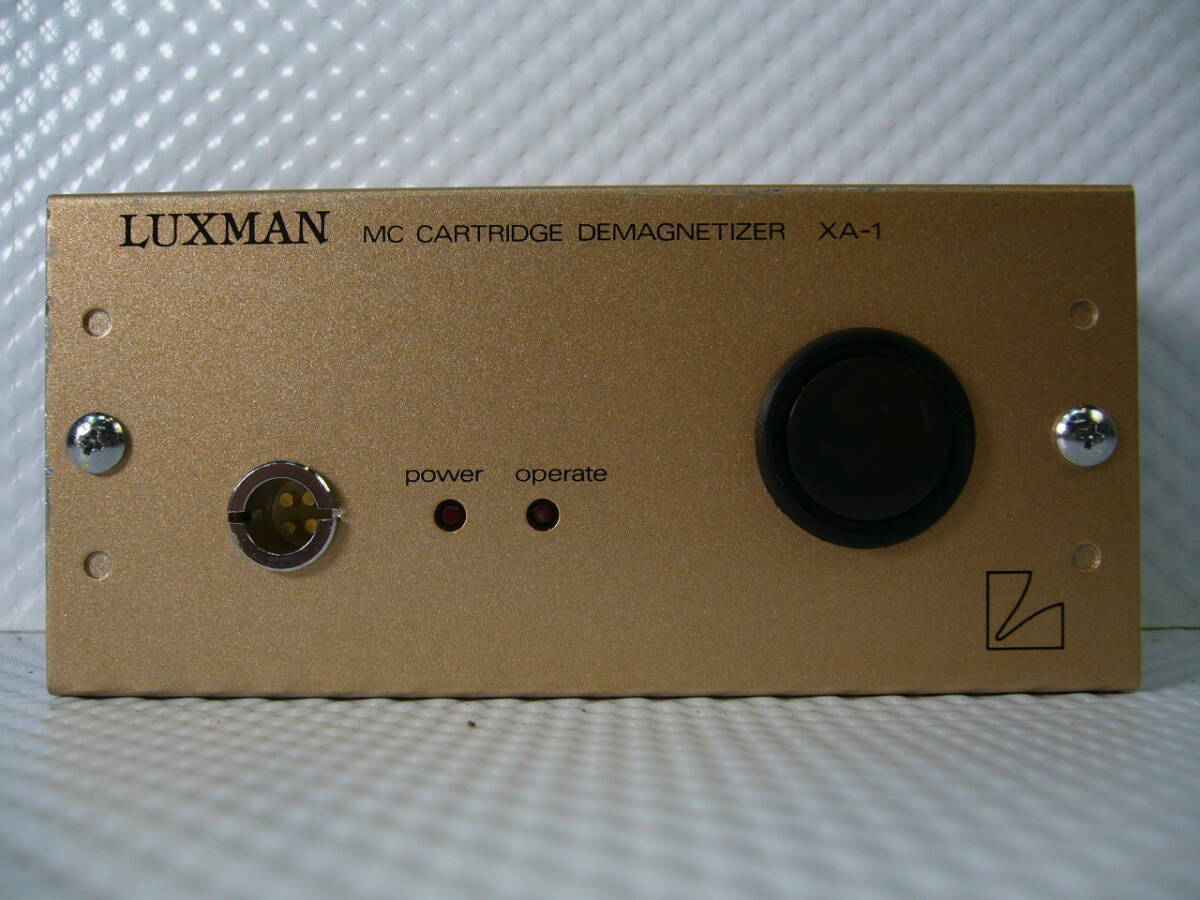 LUXMAN MC CARTRIDGE DEMAGNETIZER XA-1
power operate